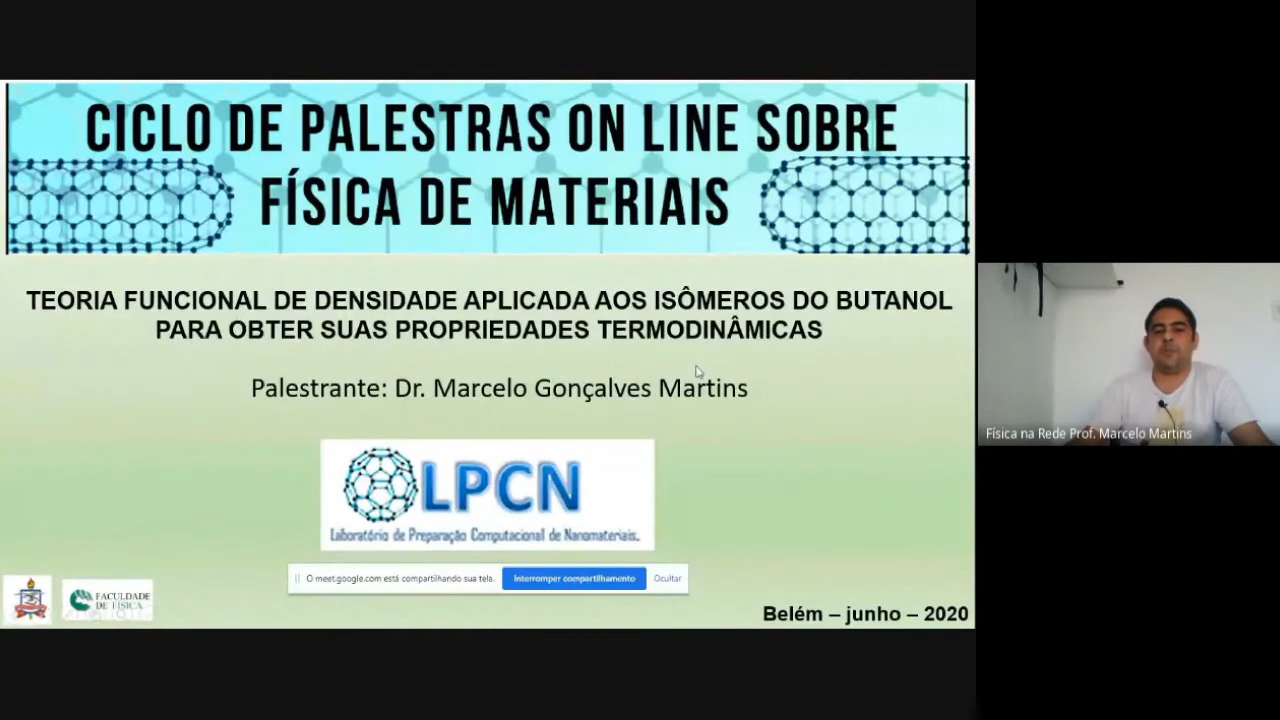 CICLO DE PALESTRAS ON LINE SOBRE
FÍSICA DE MATERIAIS
TEORIA FUNCIONAL DE DENSIDADE APLICADA AOS ISÔMEROS DO BUTANOL
PARA OBTER SUAS PROPRIEDADES TERMODINÂMICAS
Palestrante: Dr. Marcelo Gonçalves Martins
LPCN
Laboratório de Preparação Computacional de Nanomateriais.
O meet.google.com está compartilhando sua tela.
Interromper compartilhamento
Ocultar
FACULDADE
DE FÍSICA
Belém – junho – 2020
Física na Rede Prof. Marcelo Martins